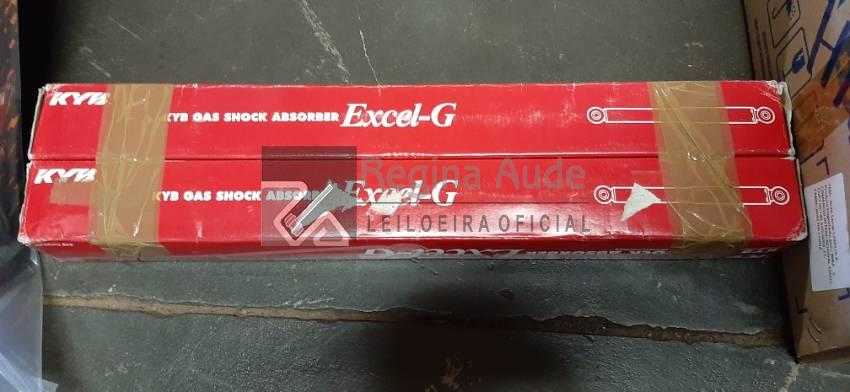 KYB
KYB GAS SHOCK ABSORBER Excel-G
KYB
KYB GAS SHOCK ABSORBER Excel-G
Regina Aude
LEILOEIRA OFICIAL